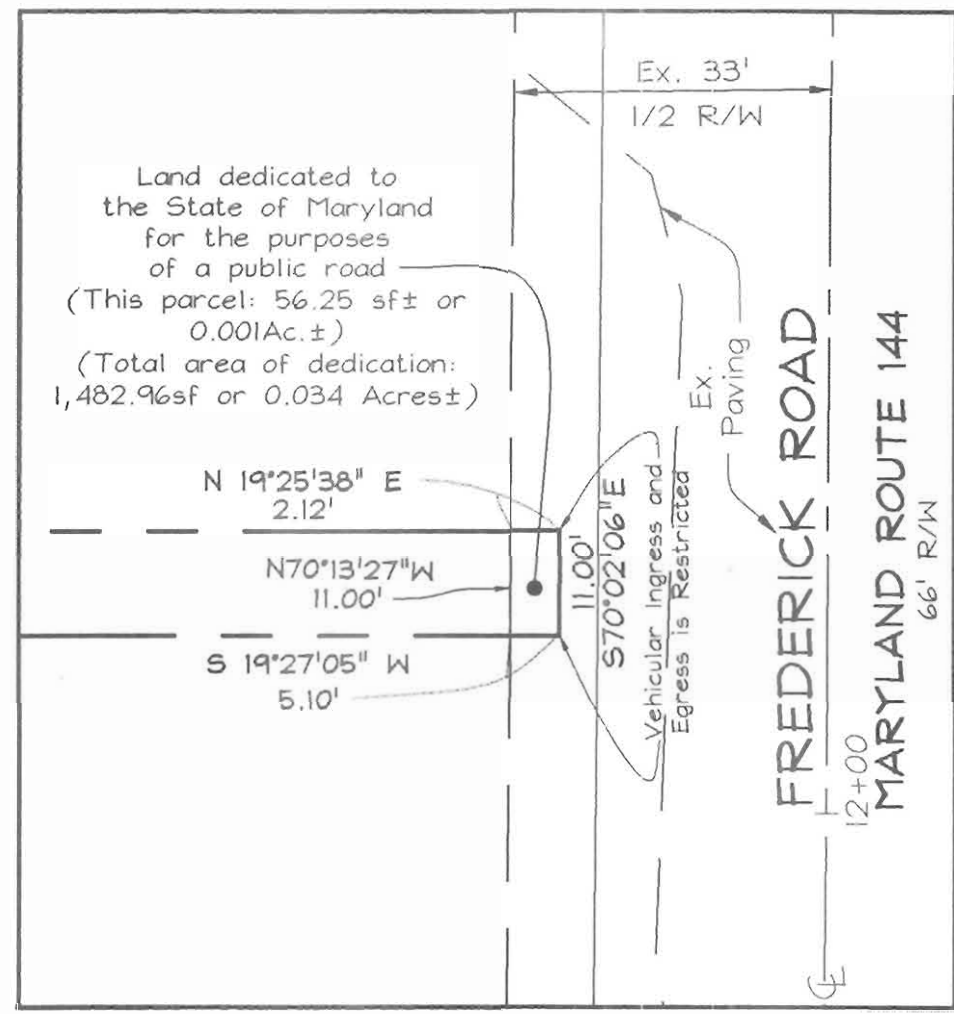 Ex. 33'
1/2 R/W
Land dedicated to
the State of Maryland
for the purposes
of a public road
(This parcel: 56.25 sf± or
0.001Ac.±)
(Total area of dedication:
1,482.96sf or 0.034 Acres±)
Ex.
Paving
N 19°25'38" E
2.12'
N70°13'27"W
11.00'
S 19°27'05" W
5.10'
11.00'
S70°02'06"E
Vehicular Ingress and
Egress is Restricted
FREDERICK ROAD
MARYLAND ROUTE 144
66' R/W
12+00
CL